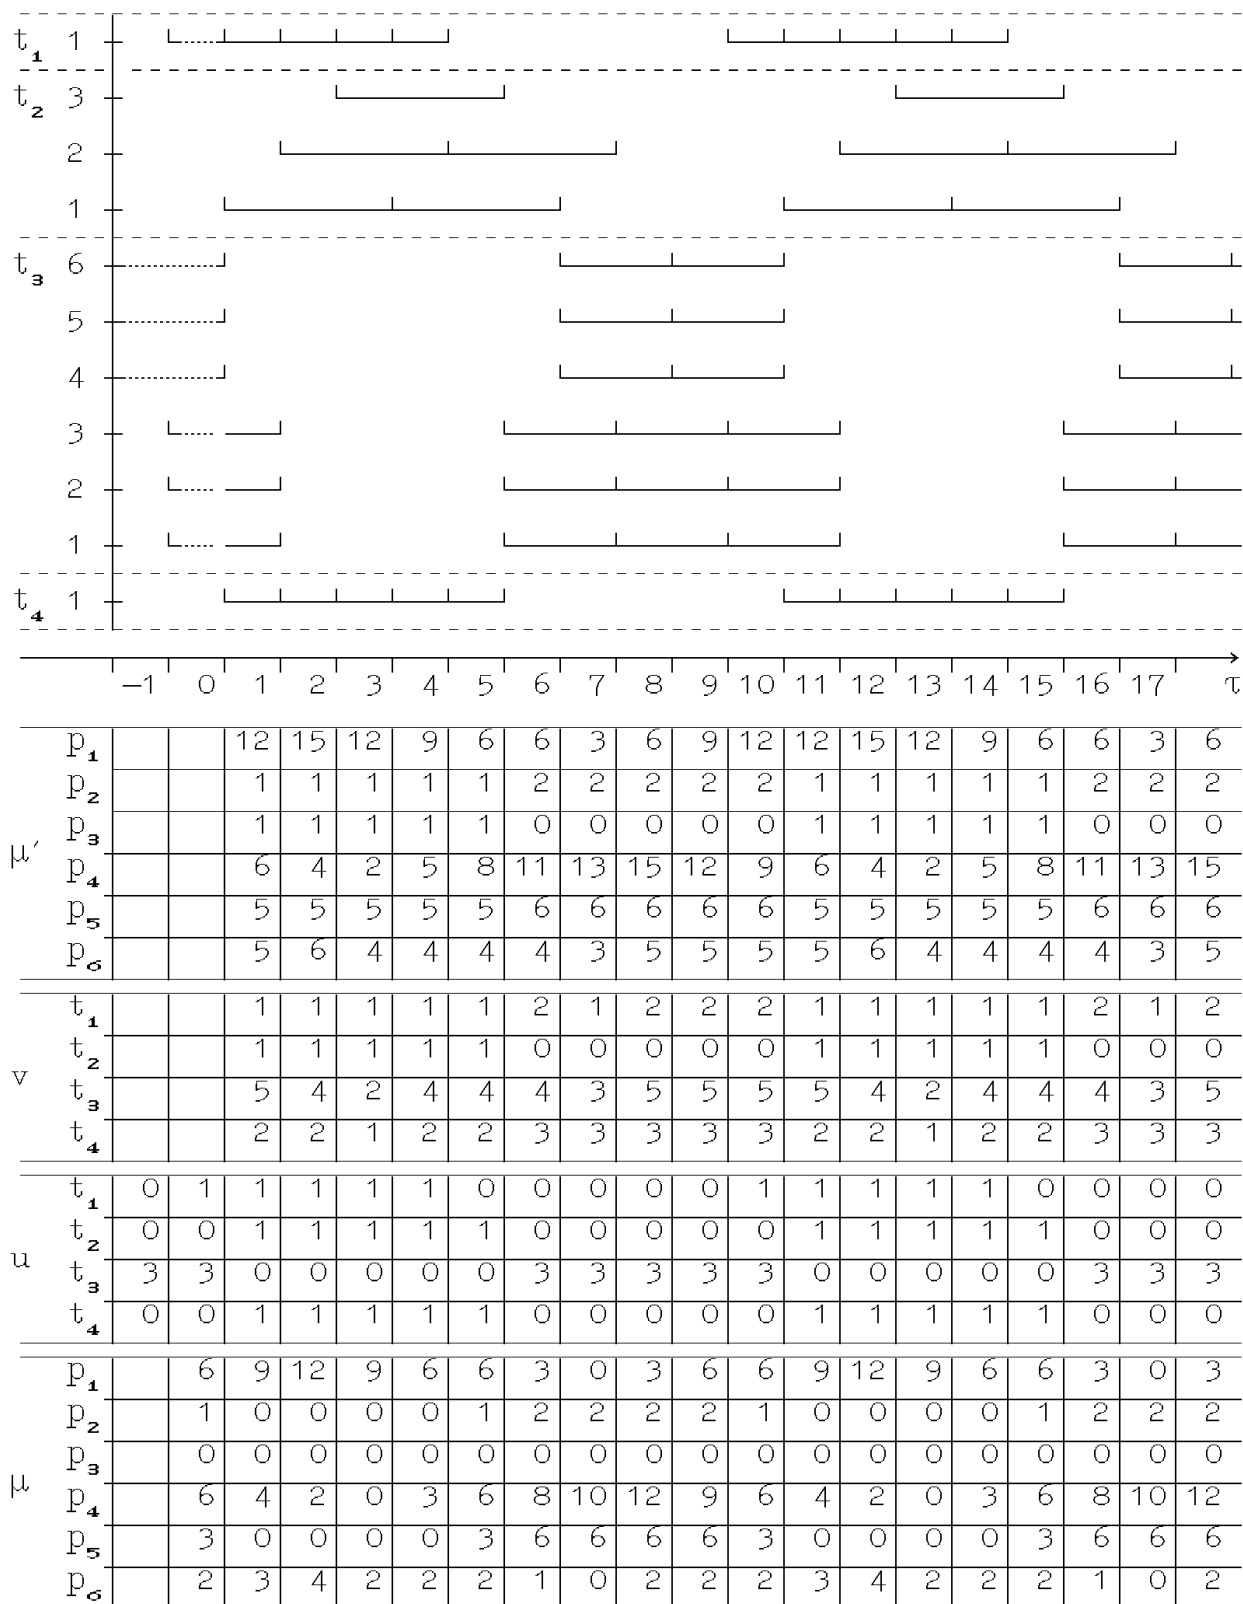 t₁ 1
t₂ 3
2
1
t₃ 6
5
4
3
2
1
t₄ 1
−1 0 1 2 3 4 5 6 7 8 9 10 11 12 13 14 15 16 17 τ
p₁ 12 15 12 9 6 6 3 6 9 12 12 15 12 9 6 6 3 6
p₂ 1 1 1 1 1 2 2 2 2 2 1 1 1 1 1 2 2 2
p₃ 1 1 1 1 1 0 0 0 0 0 1 1 1 1 1 0 0 0
μ′ p₄ 6 4 2 5 8 11 13 15 12 9 6 4 2 5 8 11 13 15
p₅ 5 5 5 5 5 6 6 6 6 6 5 5 5 5 5 6 6 6
p₆ 5 6 4 4 4 4 3 5 5 5 5 6 4 4 4 4 3 5
t₁ 1 1 1 1 1 2 1 2 2 2 1 1 1 1 1 2 1 2
t₂ 1 1 1 1 1 0 0 0 0 0 1 1 1 1 1 0 0 0
v t₃ 5 4 2 4 4 4 3 5 5 5 5 4 2 4 4 4 3 5
t₄ 2 2 1 2 2 3 3 3 3 3 2 2 1 2 2 3 3 3
t₁ 0 1 1 1 1 1 0 0 0 0 0 1 1 1 1 1 0 0 0 0
t₂ 0 0 1 1 1 1 1 0 0 0 0 0 1 1 1 1 1 0 0 0
u t₃ 3 3 0 0 0 0 0 3 3 3 3 3 0 0 0 0 0 3 3 3
t₄ 0 0 1 1 1 1 1 0 0 0 0 0 1 1 1 1 1 0 0 0
p₁ 6 9 12 9 6 6 3 0 3 6 6 9 12 9 6 6 3 0 3
p₂ 1 0 0 0 0 1 2 2 2 2 1 0 0 0 0 1 2 2 2
p₃ 0 0 0 0 0 0 0 0 0 0 0 0 0 0 0 0 0 0 0
μ p₄ 6 4 2 0 3 6 8 10 12 9 6 4 2 0 3 6 8 10 12
p₅ 3 0 0 0 0 3 6 6 6 6 3 0 0 0 0 3 6 6 6
p₆ 2 3 4 2 2 2 1 0 2 2 2 3 4 2 2 2 1 0 2